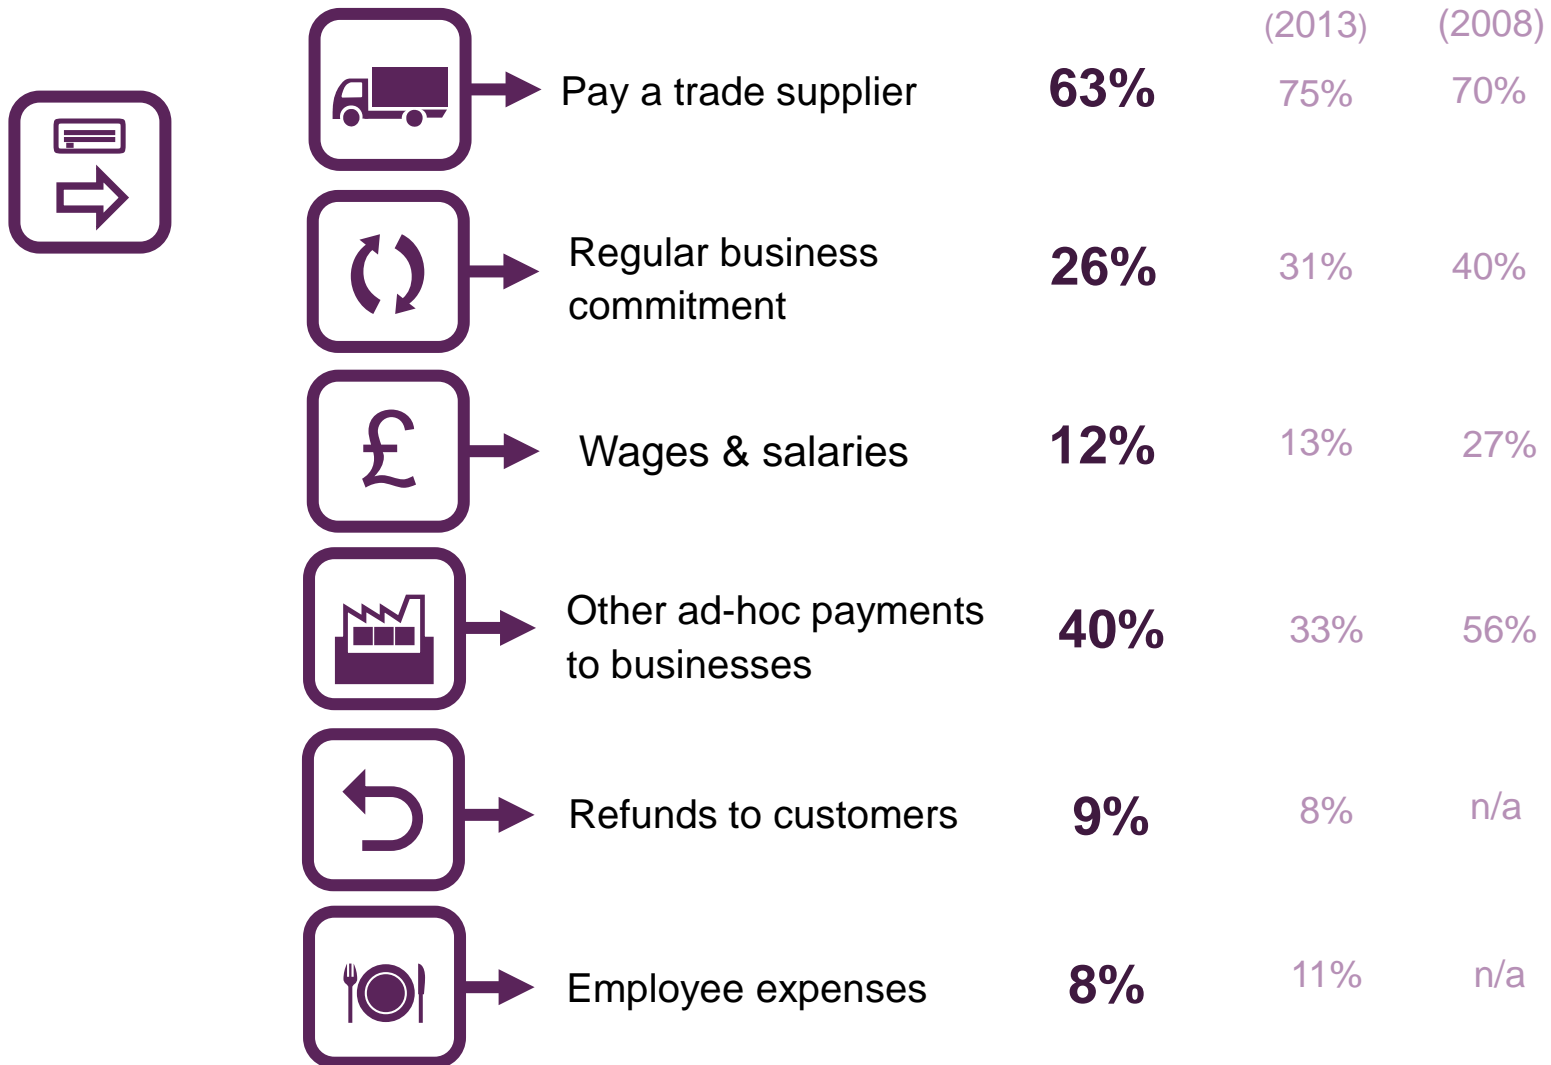 (2013) (2008)
Pay a trade supplier 63% 75% 70%
Regular business
commitment
26% 31% 40%
£
Wages & salaries 12% 13% 27%
Other ad-hoc payments
to businesses
40% 33% 56%
Refunds to customers 9% 8% n/a
Employee expenses 8% 11% n/a